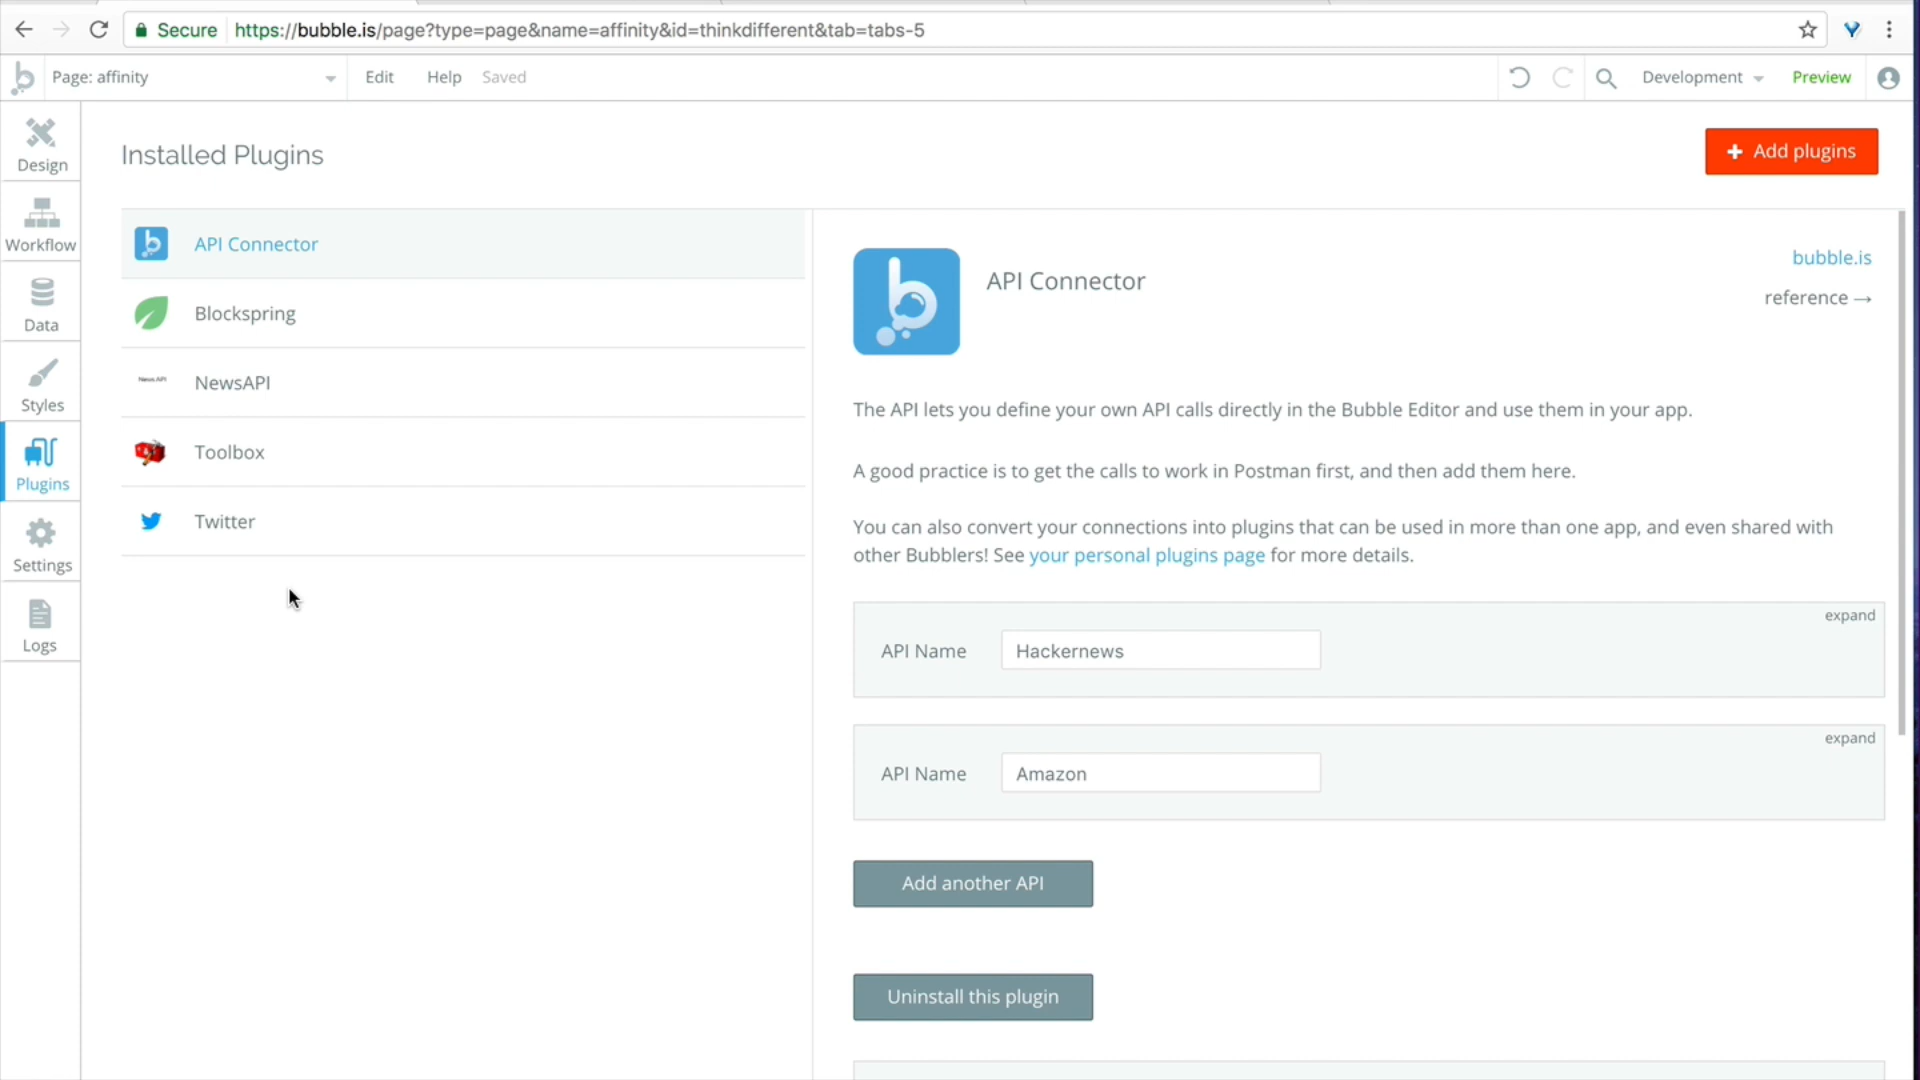 Secure https://bubble.is/page?type=page&name=affinity&id=thinkdifferent&tab=tabs-5
Page: affinity Edit Help Saved Development Preview
Design
Workflow
Data
Styles
Plugins
Settings
Logs
Installed Plugins
+ Add plugins
API Connector
Blockspring
News API NewsAPI
Toolbox
Twitter
API Connector
bubble.is
reference →
The API lets you define your own API calls directly in the Bubble Editor and use them in your app.
A good practice is to get the calls to work in Postman first, and then add them here.
You can also convert your connections into plugins that can be used in more than one app, and even shared with
other Bubblers! See your personal plugins page for more details.
expand
API Name Hackernews
expand
API Name Amazon
Add another API
Uninstall this plugin